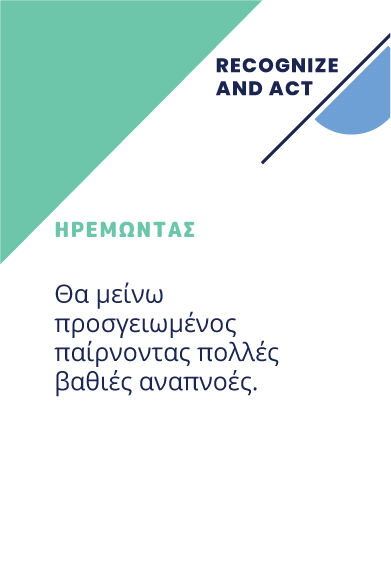 RECOGNIZE
AND ACT
ΗΡΕΜΩΝΤΑΣ
Θα μείνω
προσγειωμένος
παίρνοντας πολλές
βαθιές αναπνοές.